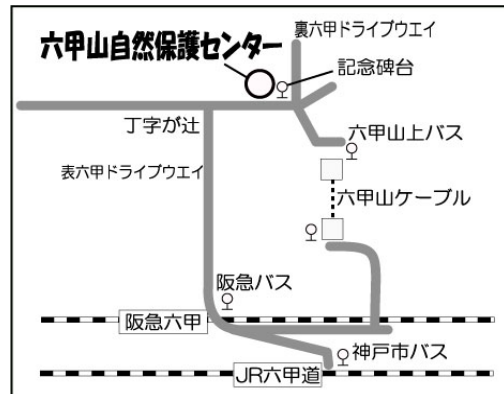 裏六甲ドライブウエイ
六甲山自然保護センター
記念碑台
丁字が辻
六甲山上バス
表六甲ドライブウエイ
六甲山ケーブル
阪急バス
阪急六甲
神戸市バス
JR六甲道